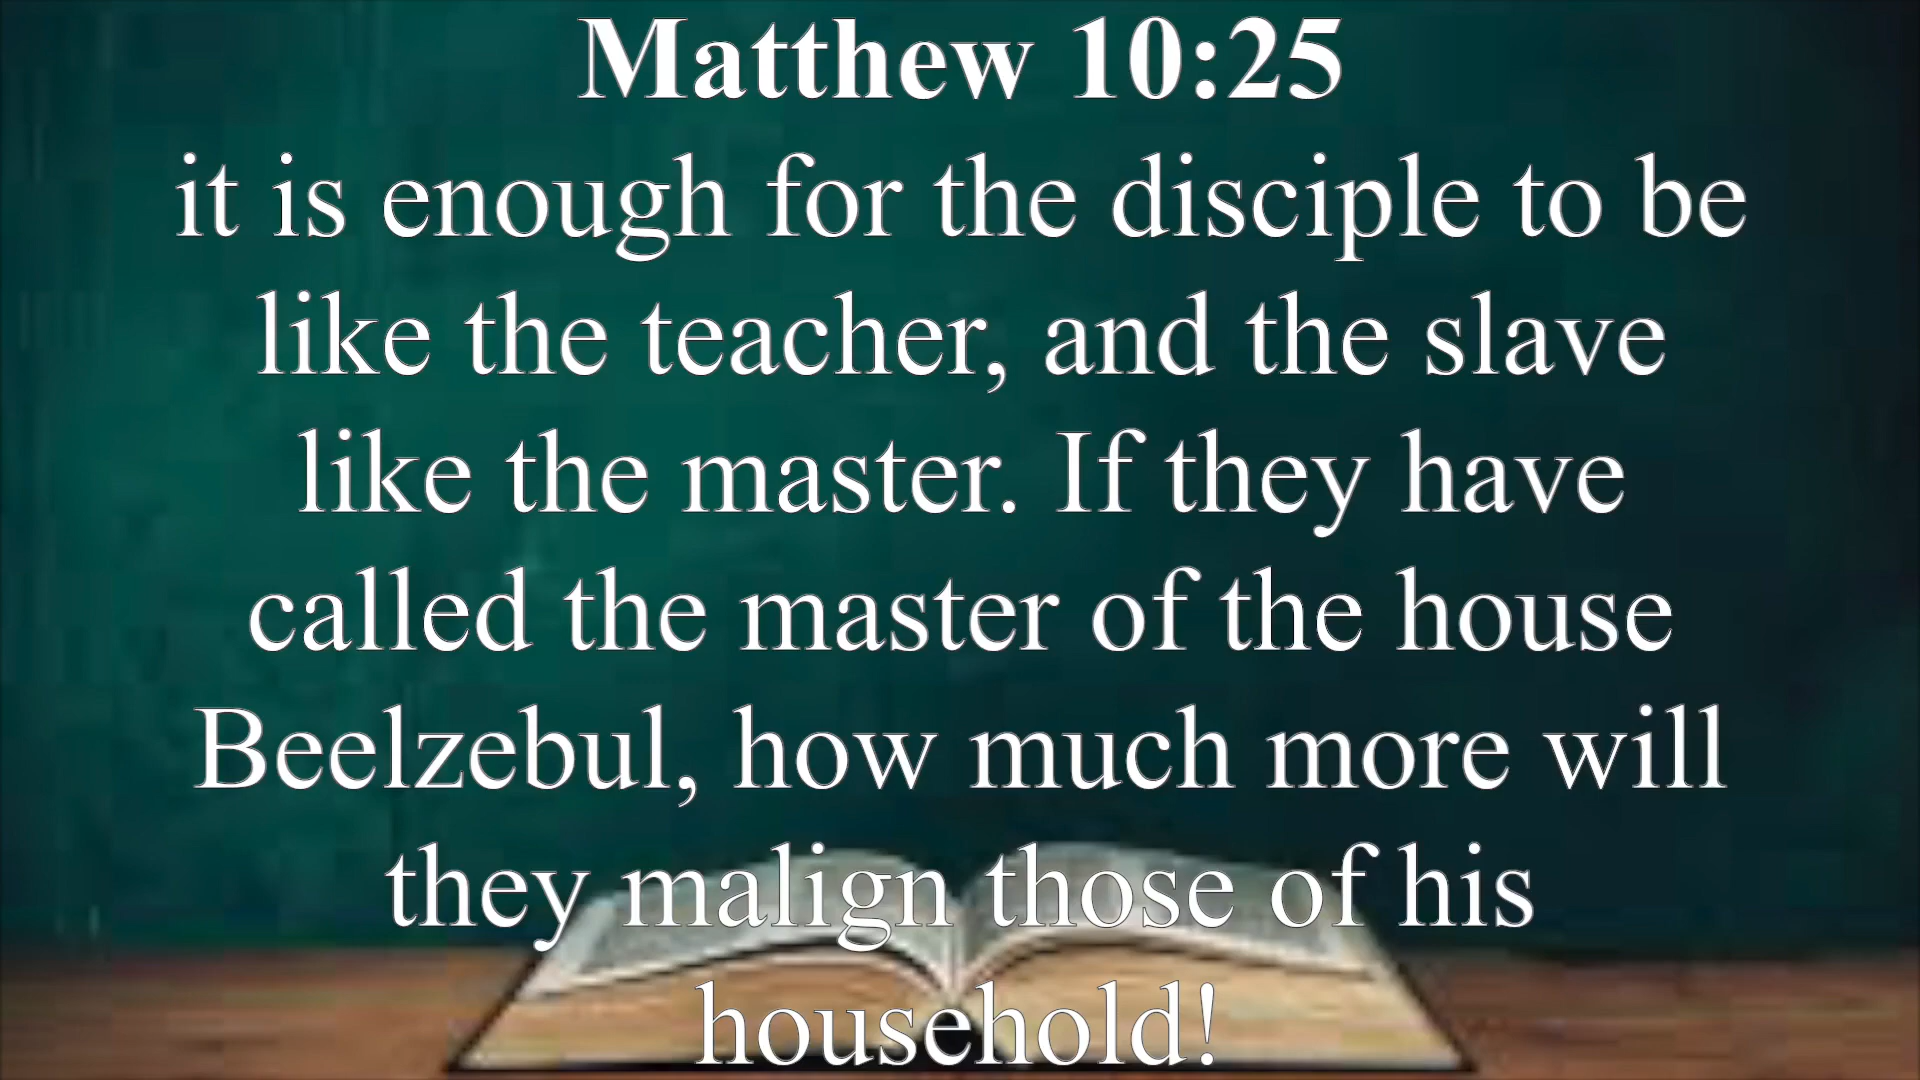 Matthew 10:25
it is enough for the disciple to be
like the teacher, and the slave
like the master. If they have
called the master of the house
Beelzebul, how much more will
they malign those of his
household!